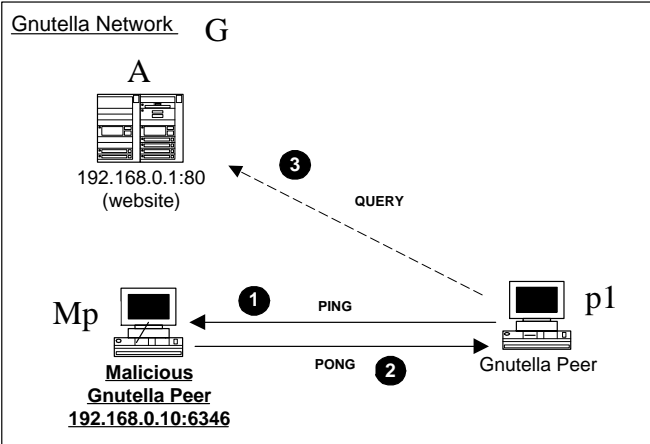 Gnutella Network G
A
192.168.0.1:80
(website)
3
QUERY
Mp
1
PING
p1
PONG
2
Gnutella Peer
Malicious
Gnutella Peer
192.168.0.10:6346